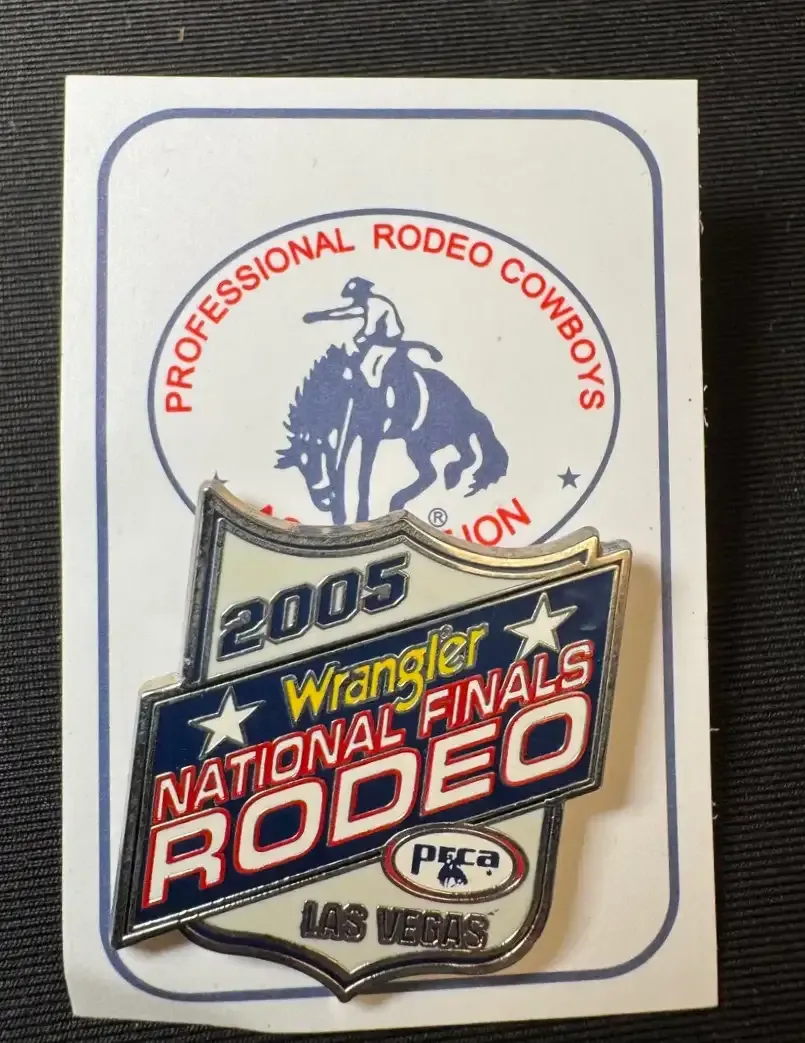 PROFESSIONAL RODEO COWBOYS
®
2005
Wrangler
NATIONAL FINALS
RODEO
PRCA
LAS VEGAS